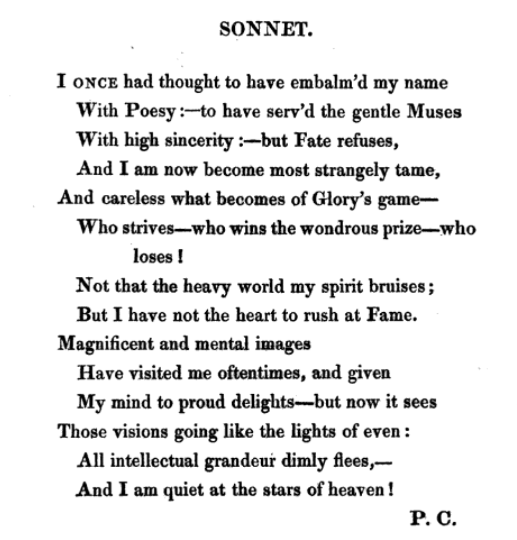 SONNET.
I ONCE had thought to have embalm'd my name
With Poesy:—to have serv'd the gentle Muses
With high sincerity:—but Fate refuses,
And I am now become most strangely tame,
And careless what becomes of Glory's game—
Who strives—who wins the wondrous prize—who
loses!
Not that the heavy world my spirit bruises;
But I have not the heart to rush at Fame.
Magnificent and mental images
Have visited me oftentimes, and given
My mind to proud delights—but now it sees
Those visions going like the lights of even:
All intellectual grandeur dimly flees,—
And I am quiet at the stars of heaven!
P. C.